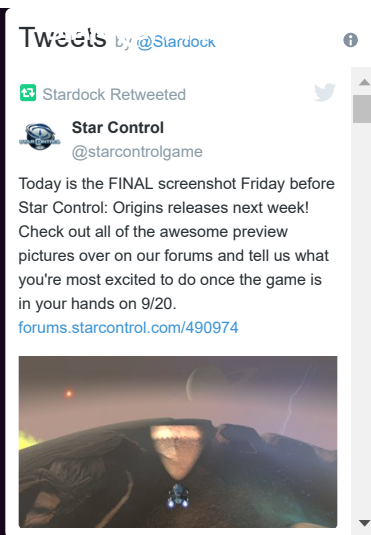 Tweets by @Stardock
Stardock Retweeted
Star Control
@starcontrolgame
Today is the FINAL screenshot Friday before
Star Control: Origins releases next week!
Check out all of the awesome preview
pictures over on our forums and tell us what
you're most excited to do once the game is
in your hands on 9/20.
forums.starcontrol.com/490974